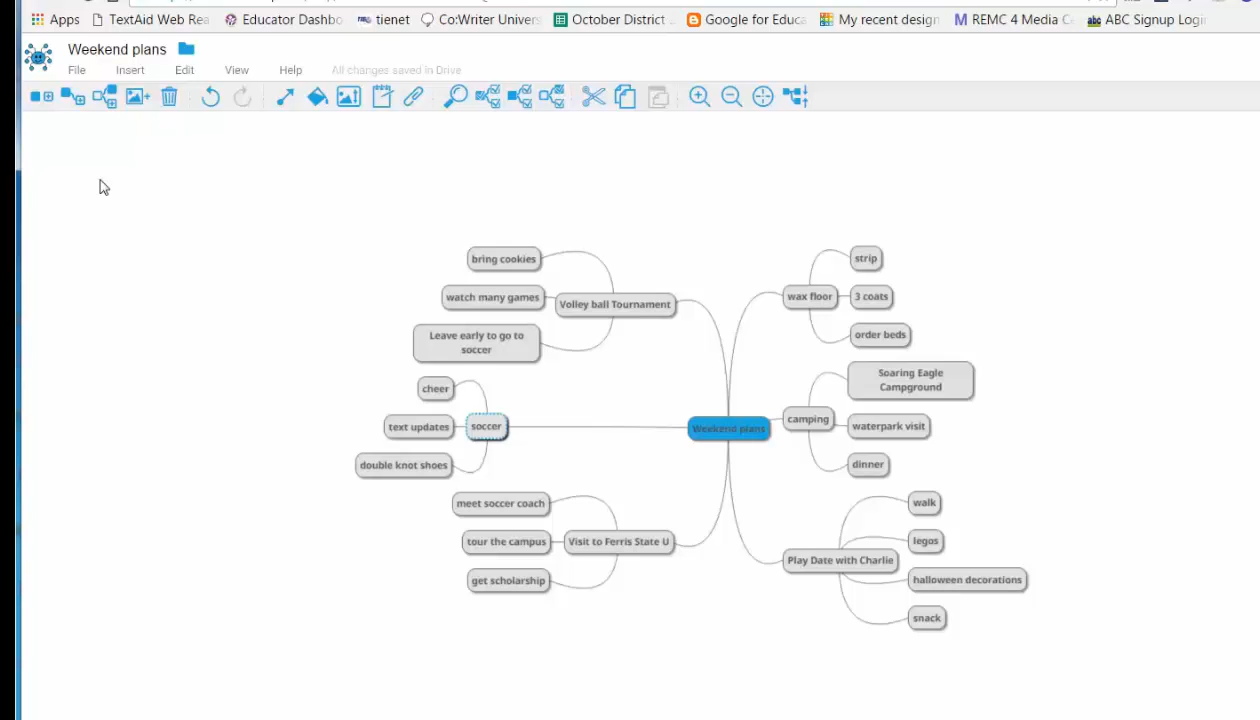 Apps
TextAid Web Rea
Educator Dashbo
tienet
Co:Writer Univers
October District
Google for Educa
My recent design
REMC 4 Media C
abc ABC Signup Login
Weekend plans
File Insert Edit View Help All changes saved in Drive
bring cookies
watch many games
Leave early to go to
soccer
Volley ball Tournament
cheer
text updates
double knot shoes
soccer
meet soccer coach
tour the campus
get scholarship
Visit to Ferris State U
Weekend plans
wax floor
strip
3 coats
order beds
camping
Soaring Eagle
Campground
waterpark visit
dinner
Play Date with Charlie
walk
legos
halloween decorations
snack